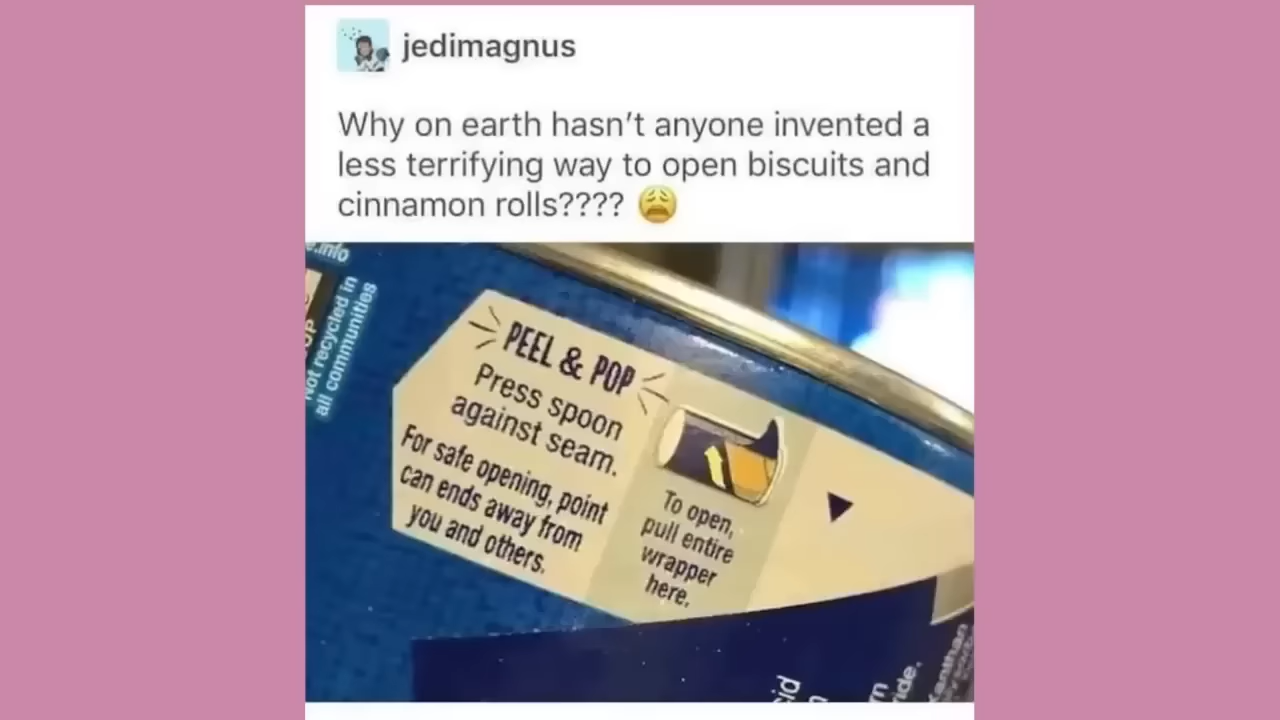 jedimagnus
Why on earth hasn't anyone invented a
less terrifying way to open biscuits and
cinnamon rolls???? 😩
e.info
Not recycled in
all communities
PEEL & POP
Press spoon
against seam.
For safe opening, point
can ends away from
you and others.
To open,
pull entire
wrapper
here.